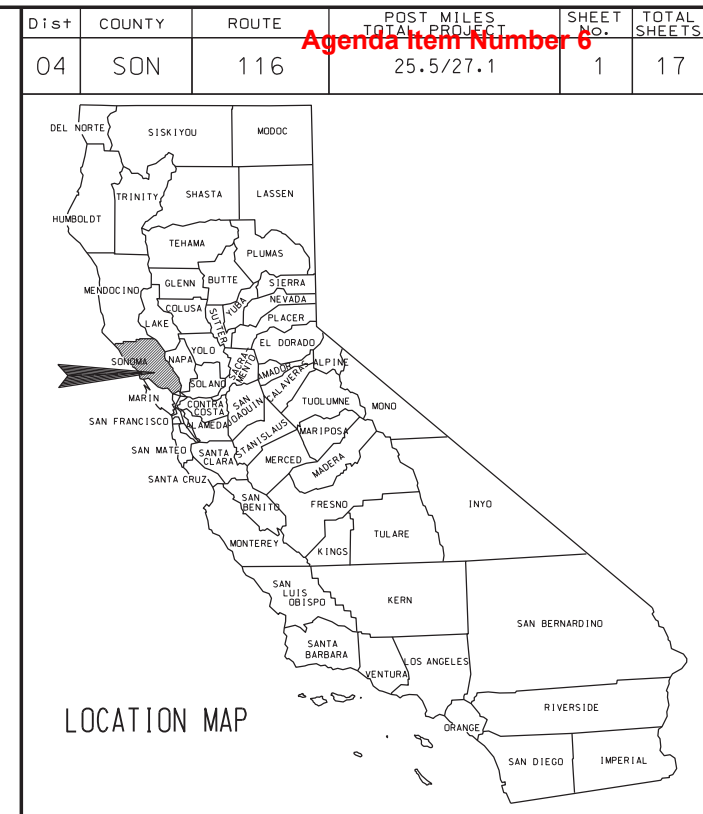 Dist COUNTY ROUTE POST MILES TOTAL PROJECT SHEET No. TOTAL SHEETS
Agenda Item Number 6
04 SON 116 25.5/27.1 1 17
DEL NORTE
SISKIYOU
MODOC
TRINITY
SHASTA
LASSEN
HUMBOLDT
TEHAMA
PLUMAS
MENDOCINO
GLENN
BUTTE
SIERRA
NEVADA
COLUSA
SUTTER
YUBA
PLACER
LAKE
YOLO
EL DORADO
SONOMA
NAPA
SACRA-
MENTO
AMADOR
ALPINE
SOLANO
CALAVERAS
MARIN
CONTRA
COSTA
SAN
JOAQUIN
TUOLUMNE
MONO
SAN FRANCISCO
ALAMEDA
STANISLAUS
MARIPOSA
SAN MATEO
SANTA
CLARA
MERCED
MADERA
SANTA CRUZ
SAN
BENITO
FRESNO
INYO
MONTEREY
KINGS
TULARE
SAN
LUIS
OBISPO
KERN
SAN BERNARDINO
SANTA
BARBARA
VENTURA
LOS ANGELES
LOCATION MAP
ORANGE
RIVERSIDE
SAN DIEGO
IMPERIAL